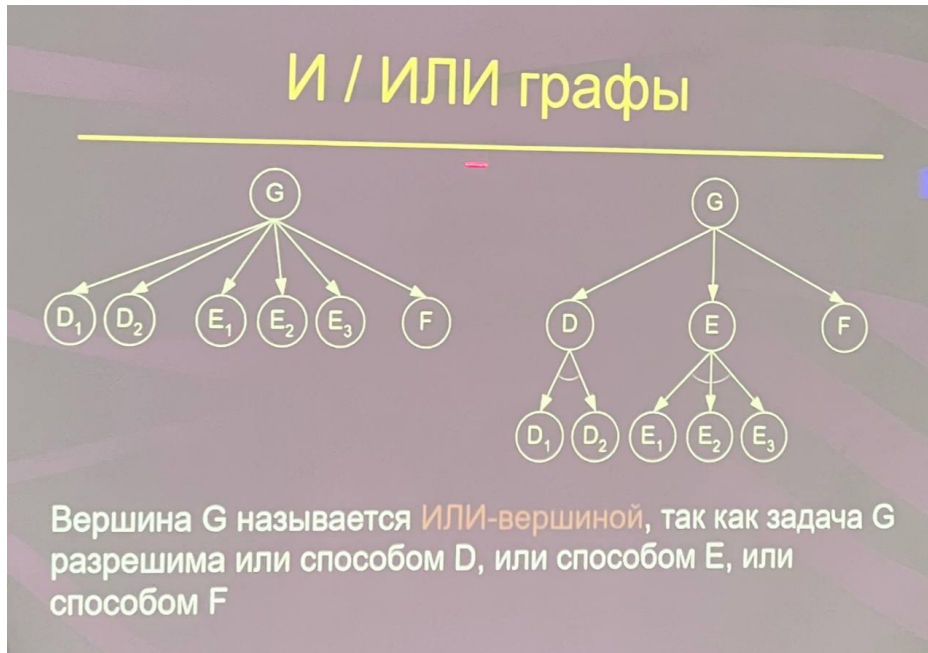 И / ИЛИ графы
G
D₁ D₂ E₁ E₂ E₃ F
G
D E F
D₁ D₂ E₁ E₂ E₃
Вершина G называется ИЛИ-вершиной, так как задача G
разрешима или способом D, или способом E, или
способом F